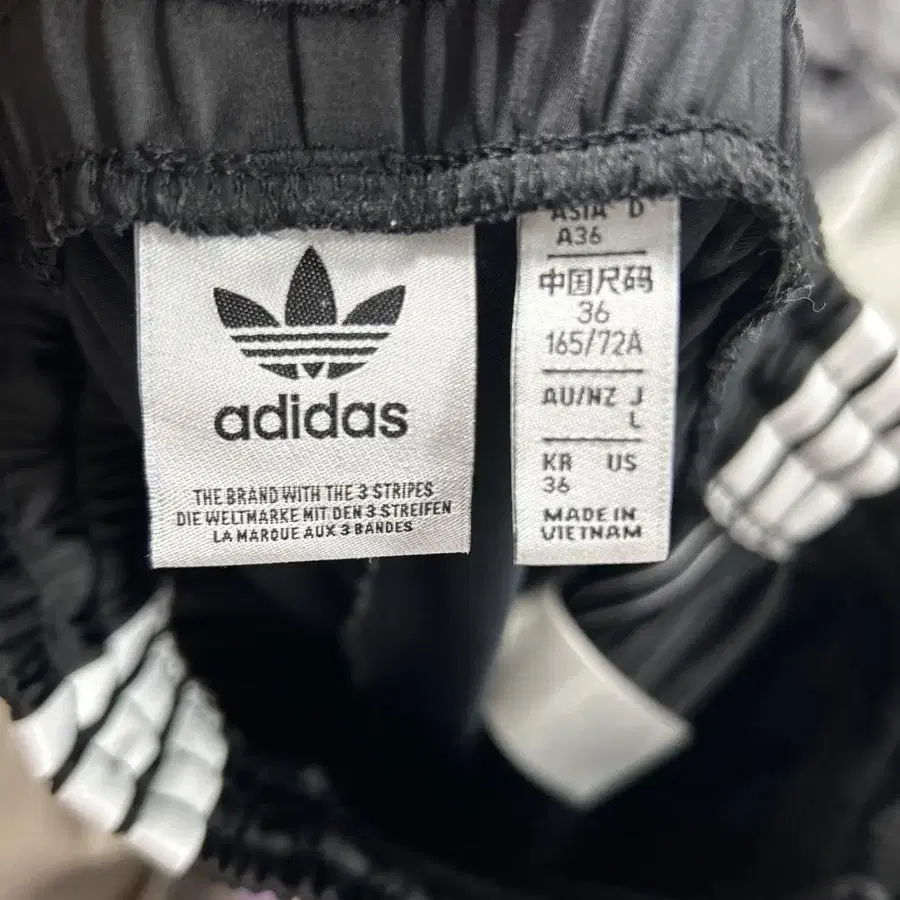 adidas
THE BRAND WITH THE 3 STRIPES
DIE WELTMARKE MIT DEN 3 STREIFEN
LA MARQUE AUX 3 BANDES
ASIA D
A36
中国尺码
36
165/72A
AU/NZ J
L
KR US
36
MADE IN
VIETNAM